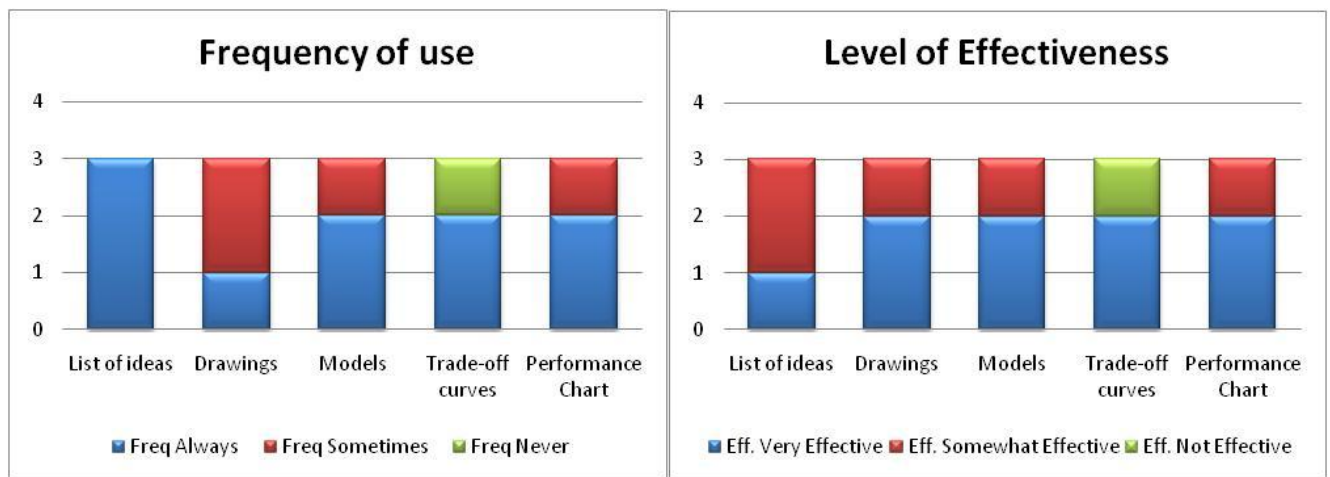 Frequency of use
4
3
2
1
0
List of ideas Drawings Models Trade-off curves Performance Chart
Freq Always Freq Sometimes Freq Never
Level of Effectiveness
4
3
2
1
0
List of ideas Drawings Models Trade-off curves Performance Chart
Eff. Very Effective Eff. Somewhat Effective Eff. Not Effective